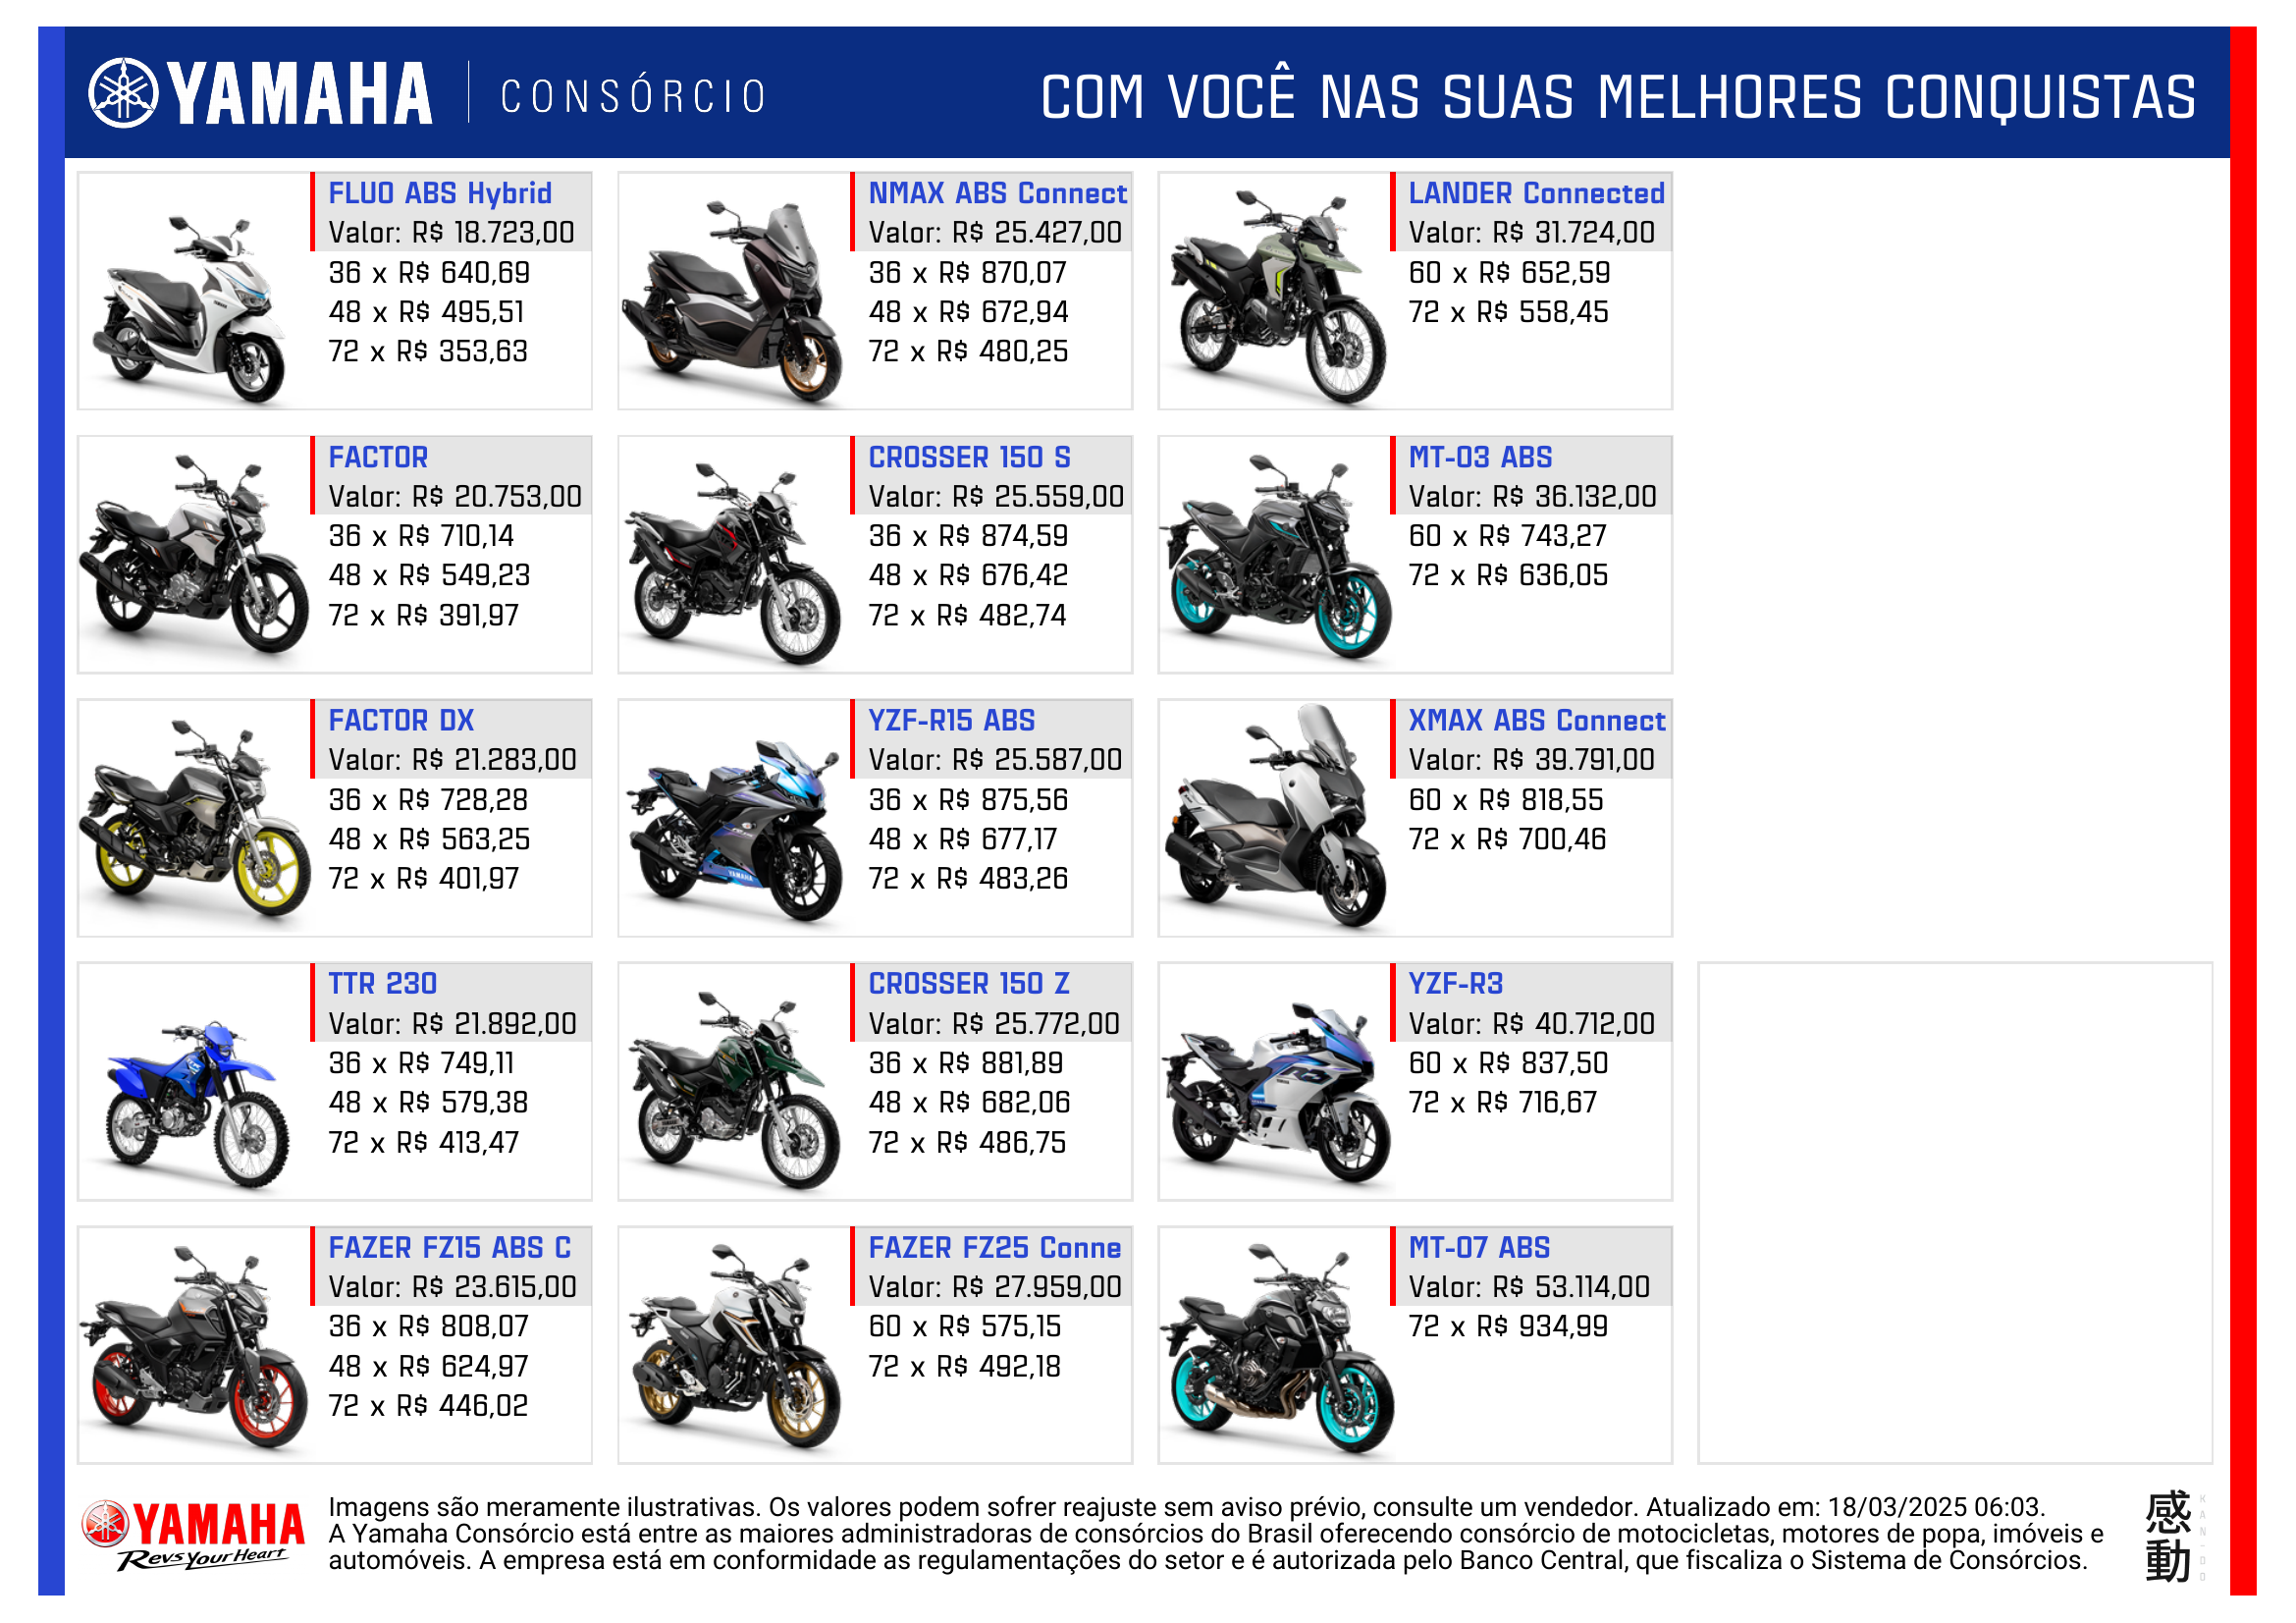 YAMAHA CONSÓRCIO
COM VOCÊ NAS SUAS MELHORES CONQUISTAS
FLUO ABS Hybrid
Valor: R$ 18.723,00
36 x R$ 640,69
48 x R$ 495,51
72 x R$ 353,63
NMAX ABS Connect
Valor: R$ 25.427,00
36 x R$ 870,07
48 x R$ 672,94
72 x R$ 480,25
LANDER Connected
Valor: R$ 31.724,00
60 x R$ 652,59
72 x R$ 558,45
FACTOR
Valor: R$ 20.753,00
36 x R$ 710,14
48 x R$ 549,23
72 x R$ 391,97
CROSSER 150 S
Valor: R$ 25.559,00
36 x R$ 874,59
48 x R$ 676,42
72 x R$ 482,74
MT-03 ABS
Valor: R$ 36.132,00
60 x R$ 743,27
72 x R$ 636,05
FACTOR DX
Valor: R$ 21.283,00
36 x R$ 728,28
48 x R$ 563,25
72 x R$ 401,97
YZF-R15 ABS
Valor: R$ 25.587,00
36 x R$ 875,56
48 x R$ 677,17
72 x R$ 483,26
YAMAHA
XMAX ABS Connect
Valor: R$ 39.791,00
60 x R$ 818,55
72 x R$ 700,46
TTR 230
Valor: R$ 21.892,00
36 x R$ 749,11
48 x R$ 579,38
72 x R$ 413,47
CROSSER 150 Z
Valor: R$ 25.772,00
36 x R$ 881,89
48 x R$ 682,06
72 x R$ 486,75
YZF-R3
Valor: R$ 40.712,00
60 x R$ 837,50
72 x R$ 716,67
FAZER FZ15 ABS C
Valor: R$ 23.615,00
36 x R$ 808,07
48 x R$ 624,97
72 x R$ 446,02
FAZER FZ25 Conne
Valor: R$ 27.959,00
60 x R$ 575,15
72 x R$ 492,18
MT-07 ABS
Valor: R$ 53.114,00
72 x R$ 934,99
YAMAHA
Revs Your Heart
Imagens são meramente ilustrativas. Os valores podem sofrer reajuste sem aviso prévio, consulte um vendedor. Atualizado em: 18/03/2025 06:03.
A Yamaha Consórcio está entre as maiores administradoras de consórcios do Brasil oferecendo consórcio de motocicletas, motores de popa, imóveis e
automóveis. A empresa está em conformidade as regulamentações do setor e é autorizada pelo Banco Central, que fiscaliza o Sistema de Consórcios.
感動
KAN-DO